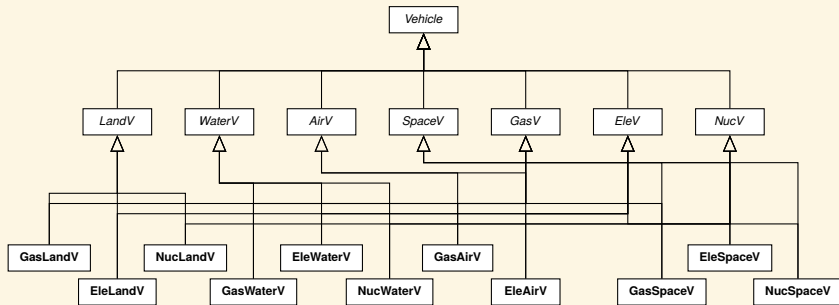 Vehicle
LandV WaterV AirV SpaceV GasV EleV NucV
GasLandV NucLandV EleWaterV GasAirV EleSpaceV
EleLandV GasWaterV NucWaterV EleAirV GasSpaceV NucSpaceV